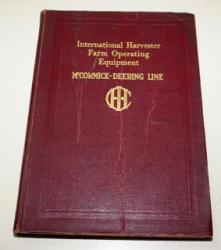 International Harvester
Farm Operating
Equipment
McCORMICK-DEERING LINE
IHC